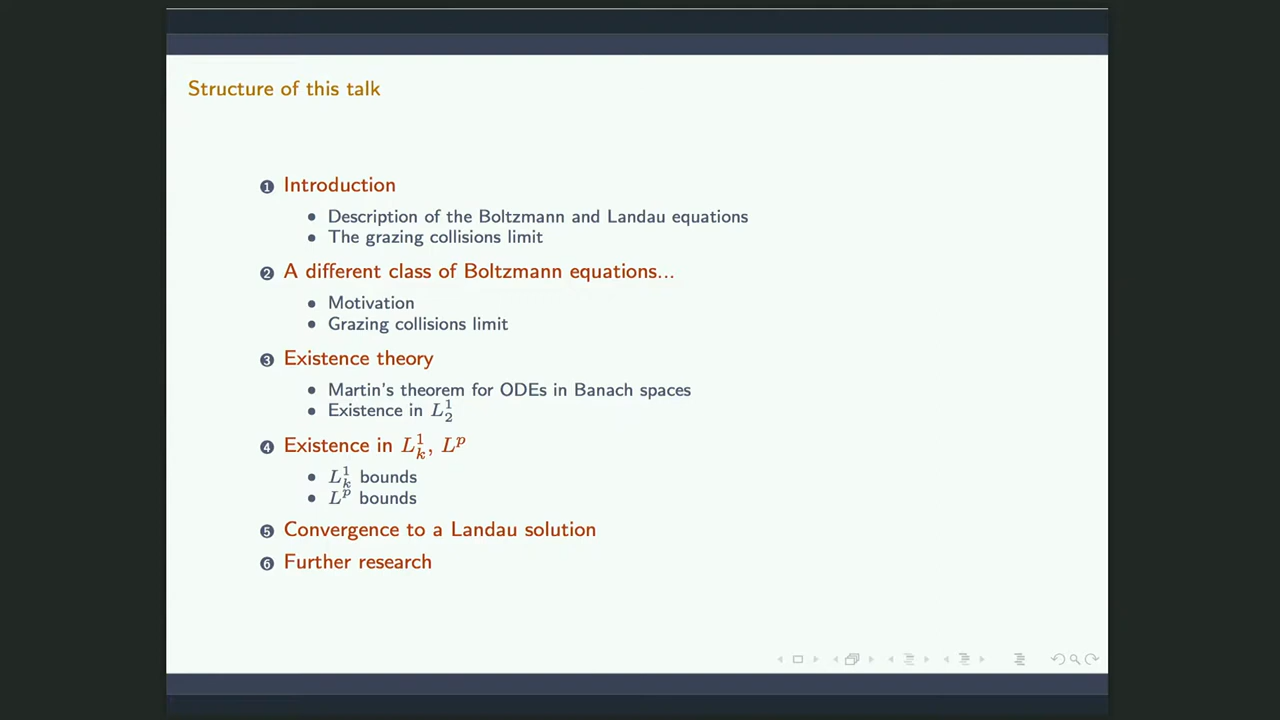 Structure of this talk
1 Introduction
• Description of the Boltzmann and Landau equations
• The grazing collisions limit
2 A different class of Boltzmann equations...
• Motivation
• Grazing collisions limit
3 Existence theory
• Martin's theorem for ODEs in Banach spaces
• Existence in $L^1_2$
4 Existence in $L^1_k$, $L^p$
• $L^1_k$ bounds
• $L^p$ bounds
5 Convergence to a Landau solution
6 Further research